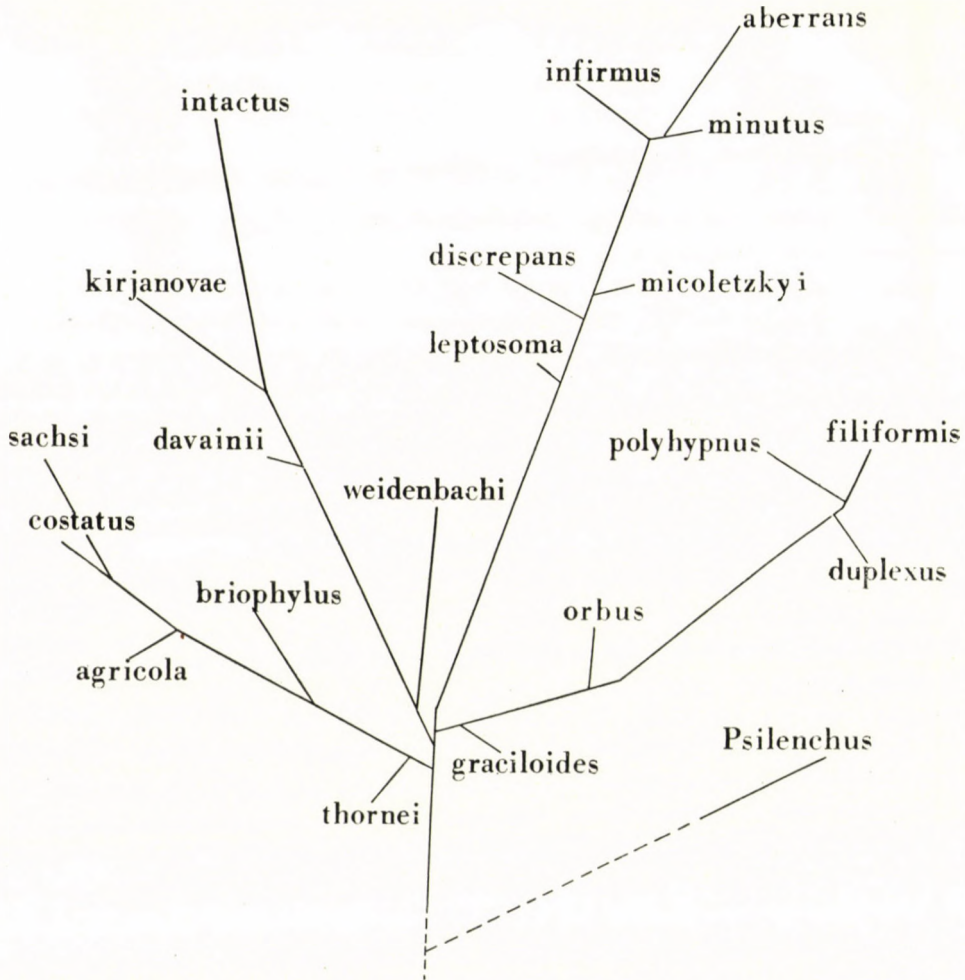 aberrans
infirmus
intactus
minutus
discrepans
kirjanovae
micoletzkyi
leptosoma
sachsi
davainii
polyhypnus
filiformis
weidenbachi
costatus
duplexus
briophylus
orbus
agricola
Psilenchus
graciloides
thornei